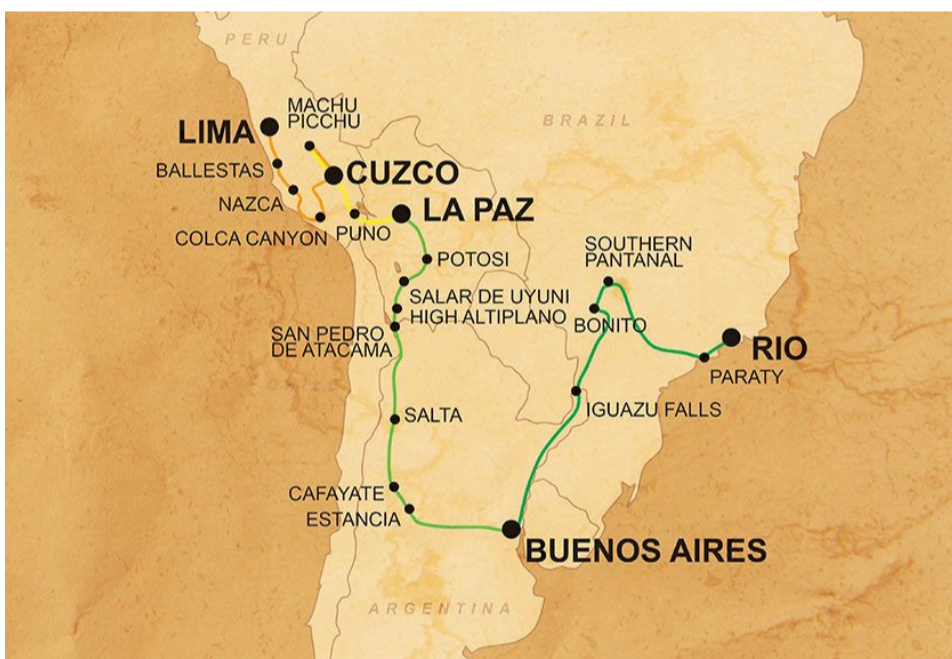 PERU
MACHU
PICCHU
LIMA
BRAZIL
BALLESTAS
CUZCO
NAZCA
LA PAZ
COLCA CANYON
PUNO
SOUTHERN
PANTANAL
POTOSI
SALAR DE UYUNI
HIGH ALTIPLANO
BONITO
SAN PEDRO
DE ATACAMA
RIO
PARATY
CHILE
IGUAZU FALLS
SALTA
CAFAYATE
ESTANCIA
BUENOS AIRES
ARGENTINA